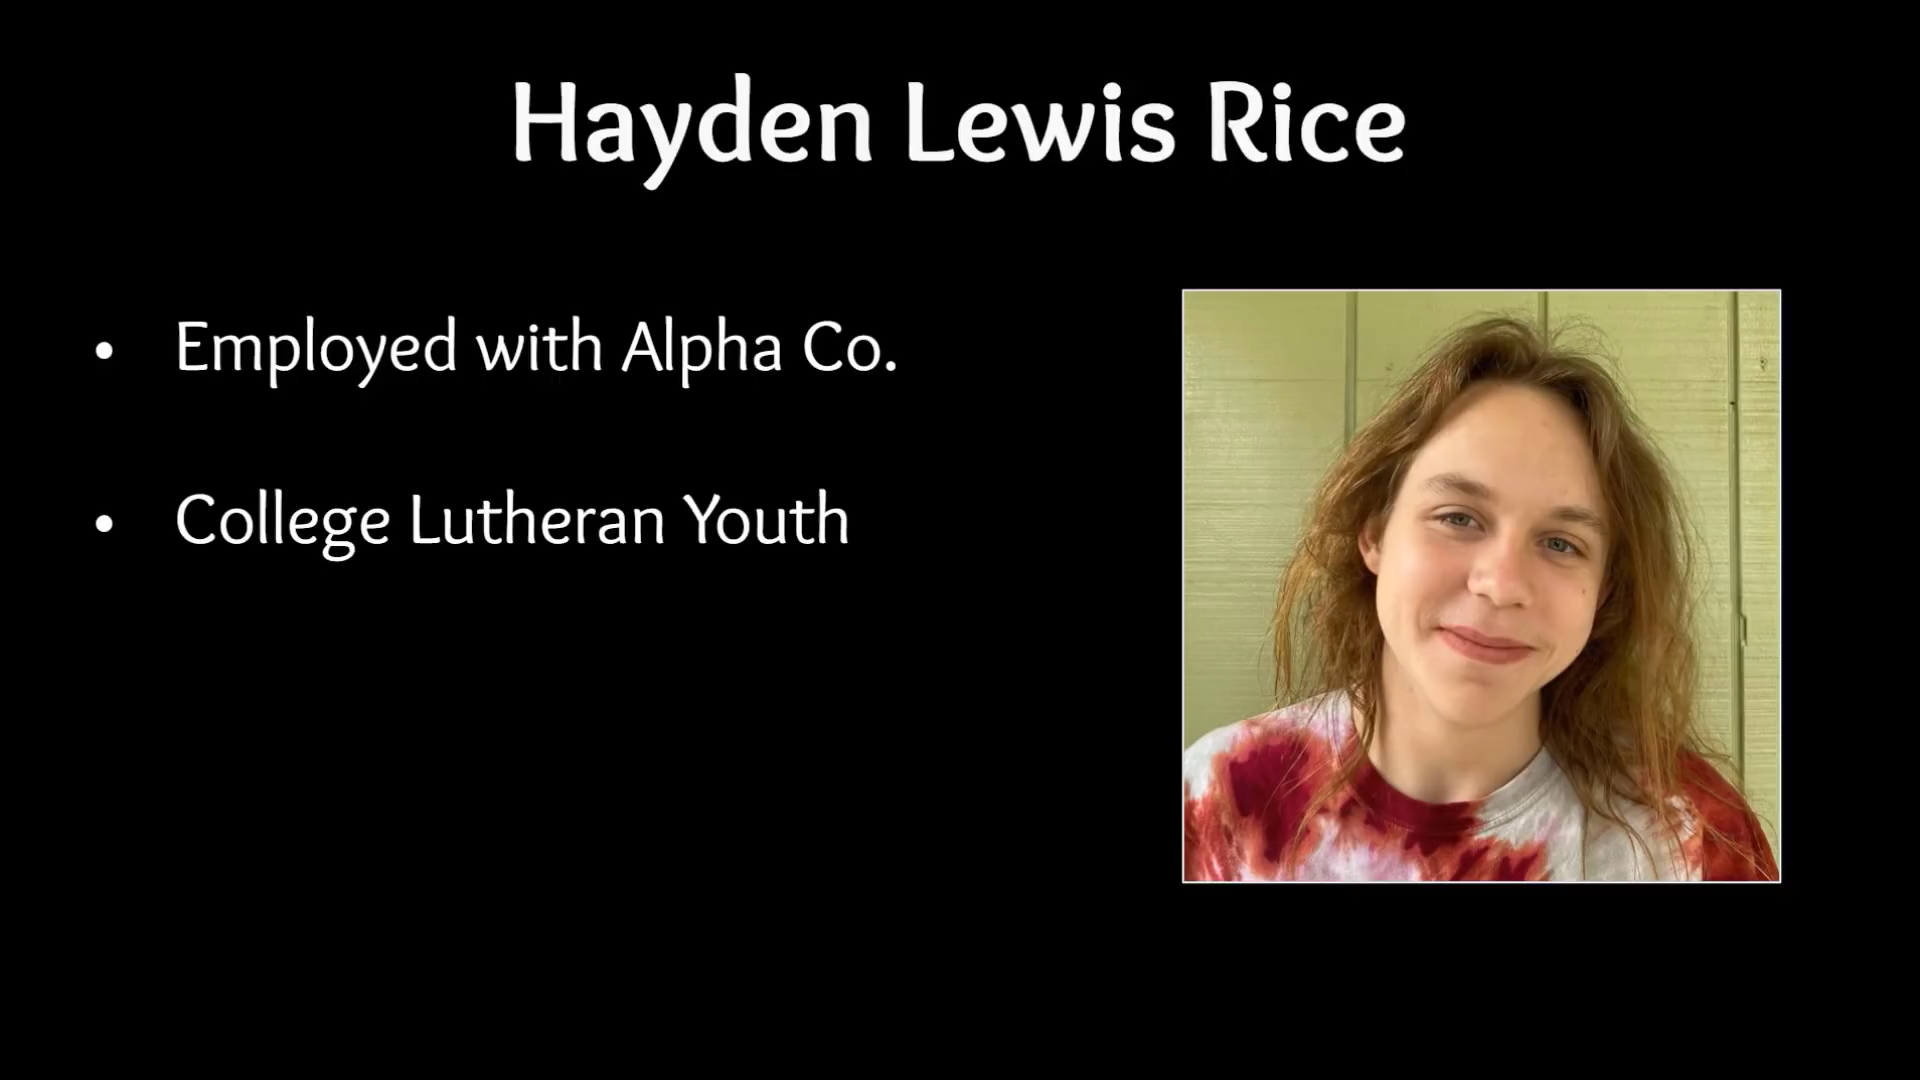 Hayden Lewis Rice
• Employed with Alpha Co.
• College Lutheran Youth